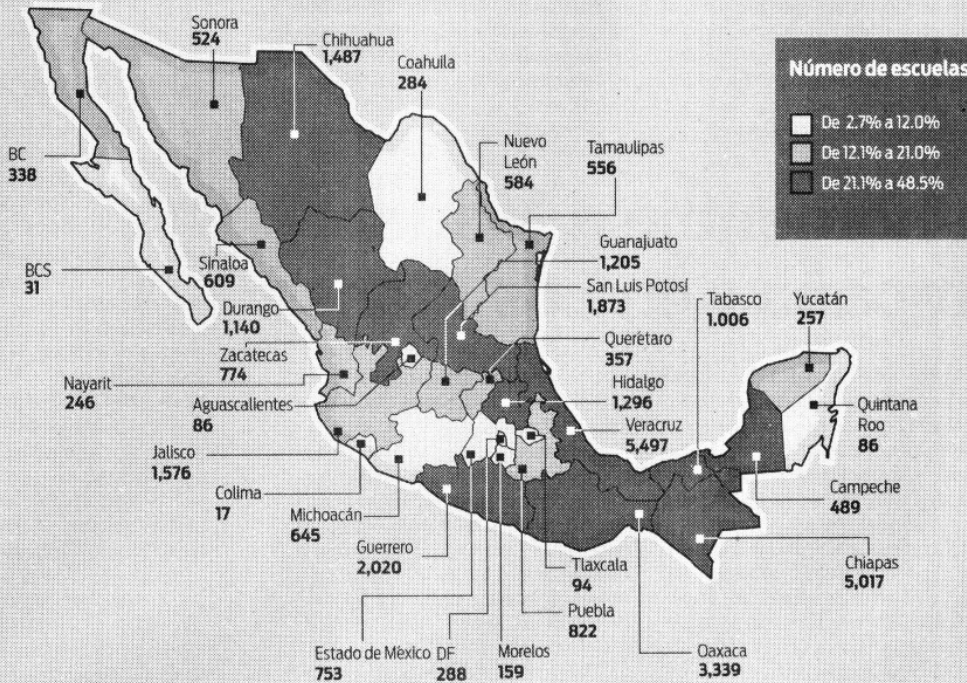 Sonora
524
Chihuahua
1,487
Coahuila
284
Número de escuelas
De 2.7% a 12.0%
De 12.1% a 21.0%
De 21.1% a 48.5%
BC
338
Nuevo
León
584
Tamaulipas
556
Guanajuato
1,205
San Luis Potosí
1,873
BCS
31
Sinaloa
609
Durango
1,140
Tabasco
1.006
Yucatán
257
Querétaro
357
Zacatecas
774
Hidalgo
1,296
Nayarit
246
Aguascalientes
86
Veracruz
5,497
Quintana
Roo
86
Jalisco
1,576
Colima
17
Campeche
489
Michoacán
645
Guerrero
2,020
Tlaxcala
94
Chiapas
5,017
Puebla
822
Estado de México
753
DF
288
Morelos
159
Oaxaca
3,339